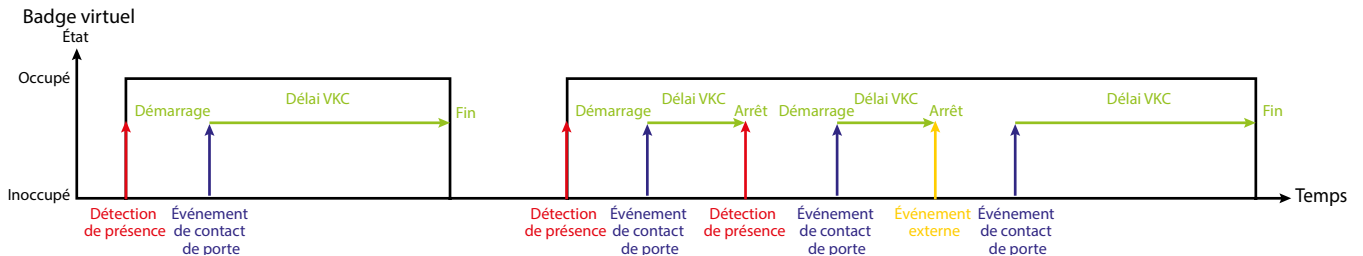 Badge virtuel
État
Occupé
Délai VKC
Délai VKC
Délai VKC
Délai VKC
Démarrage
Fin
Démarrage
Arrêt
Démarrage
Arrêt
Fin
Inoccupé
Temps
Détection
de présence
Événement
de contact
de porte
Détection
de présence
Événement
de contact
de porte
Détection
de présence
Événement
de contact
de porte
Événement
externe
Événement
de contact
de porte